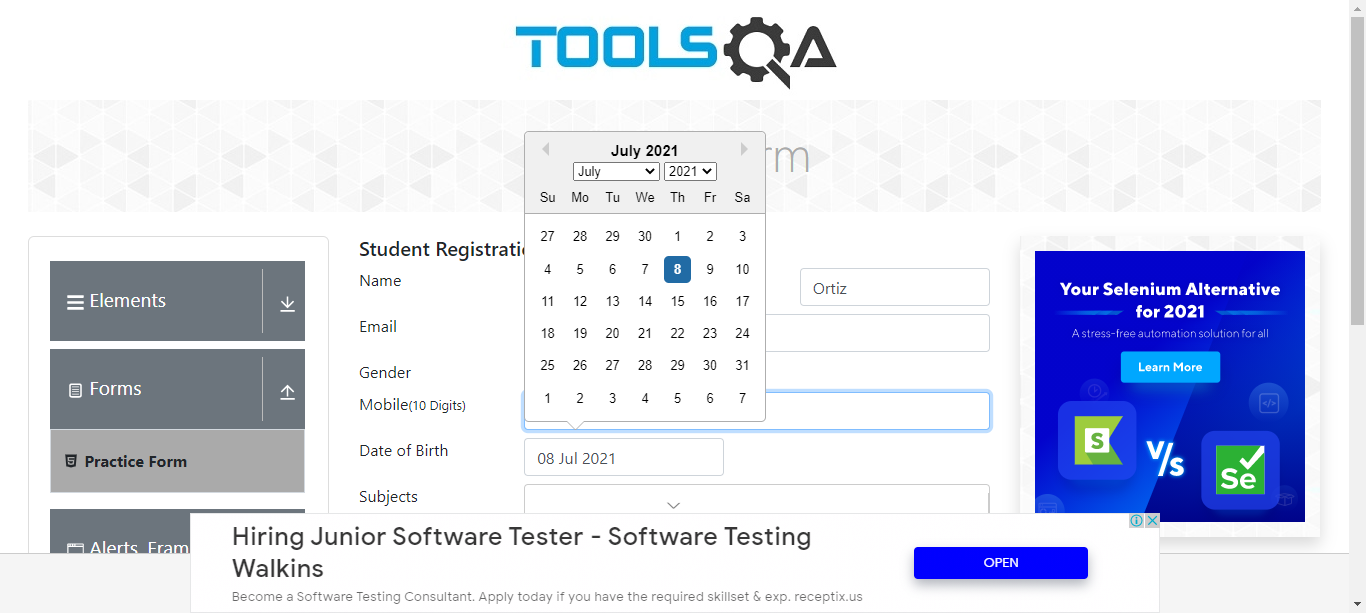 TOOLSQA
rm
July 2021
July 2021
Su Mo Tu We Th Fr Sa
27 28 29 30 1 2 3
4 5 6 7 8 9 10
11 12 13 14 15 16 17
18 19 20 21 22 23 24
25 26 27 28 29 30 31
1 2 3 4 5 6 7
Elements
Forms
Practice Form
Alerts, Fram
Student Registrati
Name
Ortiz
Email
Gender
Mobile(10 Digits)
Date of Birth
08 Jul 2021
Subjects
Your Selenium Alternative
for 2021
A stress-free automation solution for all
Learn More
S
V/s
Se
Hiring Junior Software Tester - Software Testing
Walkins
Become a Software Testing Consultant. Apply today if you have the required skillset & exp. receptix.us
OPEN